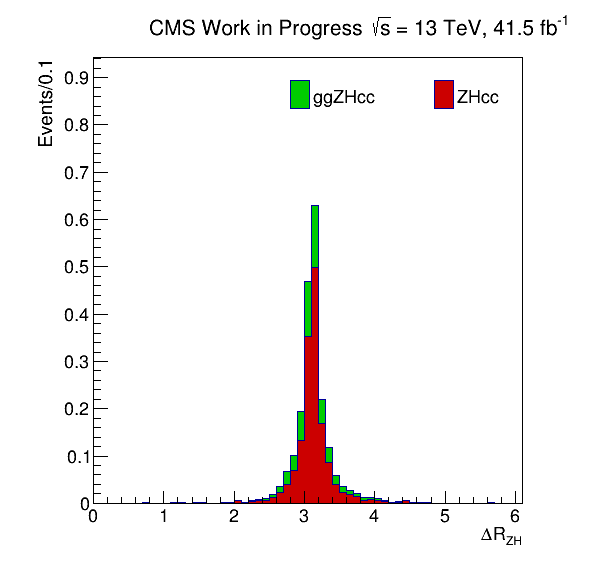 CMS Work in Progress √s = 13 TeV, 41.5 fb⁻¹
Events/0.1
ggZHcc ZHcc
0.9
0.8
0.7
0.6
0.5
0.4
0.3
0.2
0.1
0
0 1 2 3 4 5 6
ΔR_ZH